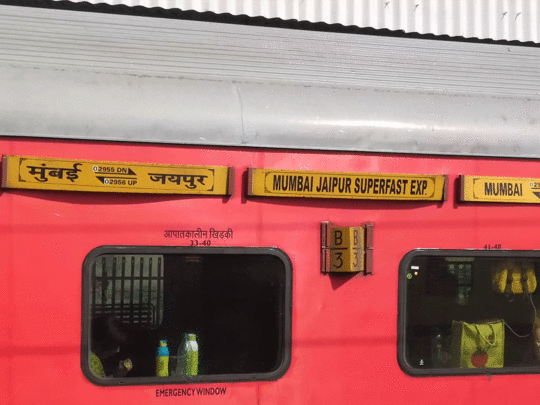 मुंबई 02955 DN जयपुर
02956 UP
MUMBAI JAIPUR SUPERFAST EXP.
MUMBAI
B B
3 3
आपातकालीन खिड़की
33-40
41-48
EMERGENCY WINDOW